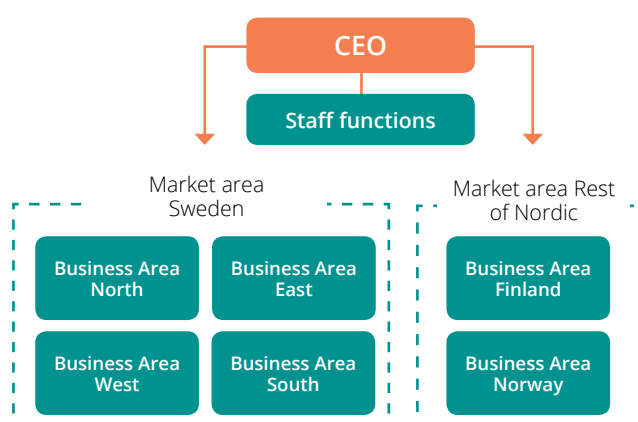 CEO
Staff functions
Market area
Sweden
Business Area
North
Business Area
East
Business Area
West
Business Area
South
Market area Rest
of Nordic
Business Area
Finland
Business Area
Norway